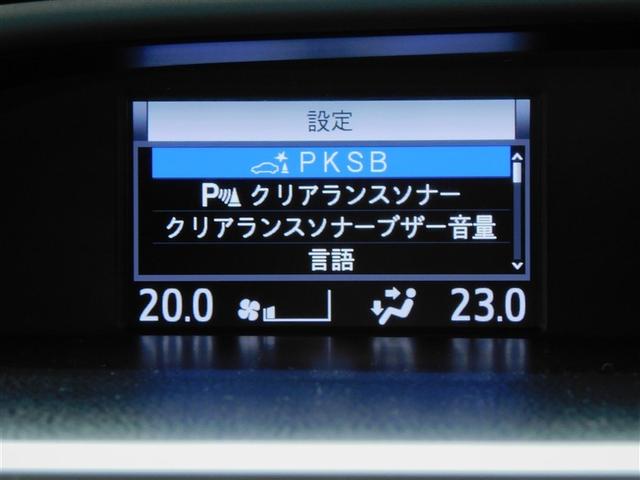 設定
PKSB
P クリアランスソナー
クリアランスソナーブザー音量
言語
20.0 23.0